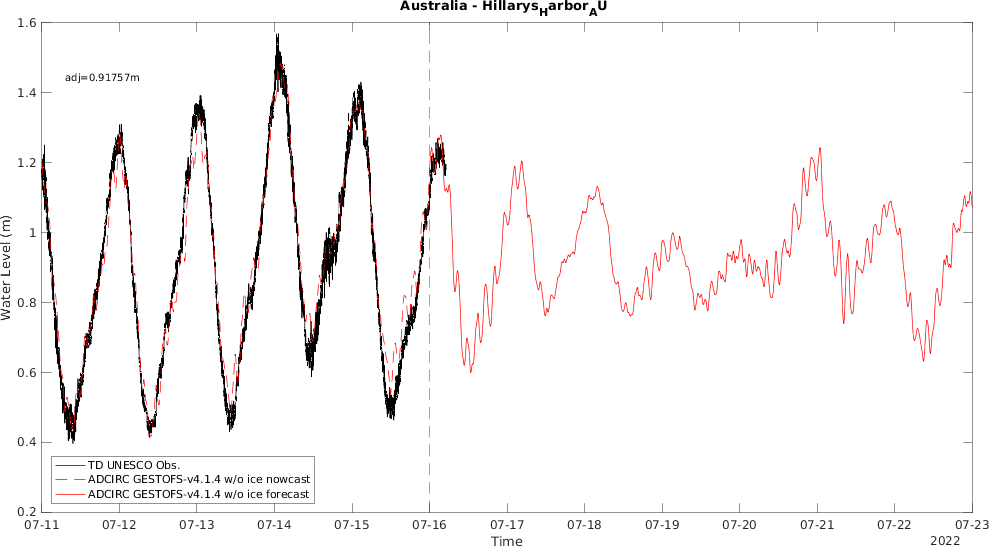 Australia - HillarysHarborAU
1.6
adj=0.91757m
1.4
1.2
1
0.8
0.6
0.4
0.2
Water Level (m)
TD UNESCO Obs.
ADCIRC GESTOFS-v4.1.4 w/o ice nowcast
ADCIRC GESTOFS-v4.1.4 w/o ice forecast
07-11 07-12 07-13 07-14 07-15 07-16 07-17 07-18 07-19 07-20 07-21 07-22 07-23
Time
2022